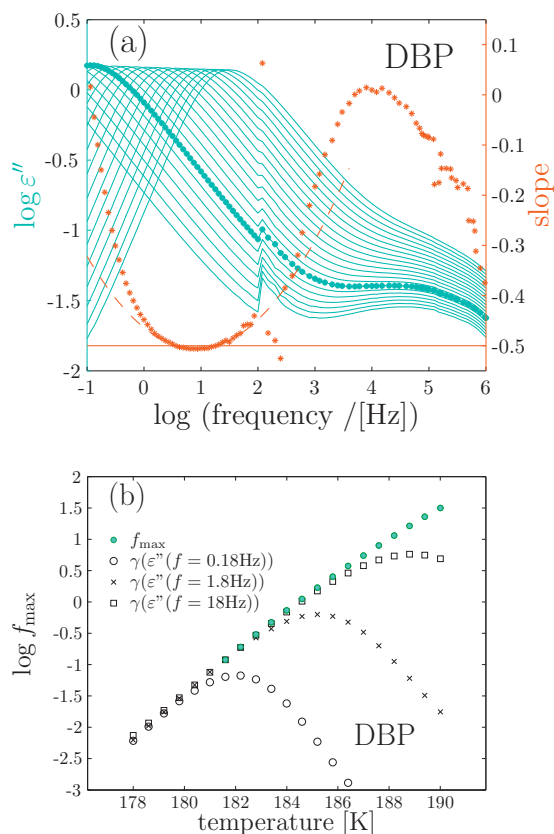 (a)
DBP
0.5
0
-0.5
-1
-1.5
-2
log ε″
0.1
0
-0.1
-0.2
-0.3
-0.4
-0.5
slope
-1 0 1 2 3 4 5 6
log (frequency /[Hz])
(b)
2
1.5
1
0.5
0
-0.5
-1
-1.5
-2
-2.5
-3
log fmax
fmax
γ(ε”(f = 0.18Hz))
γ(ε”(f = 1.8Hz))
γ(ε”(f = 18Hz))
DBP
178 180 182 184 186 188 190
temperature [K]